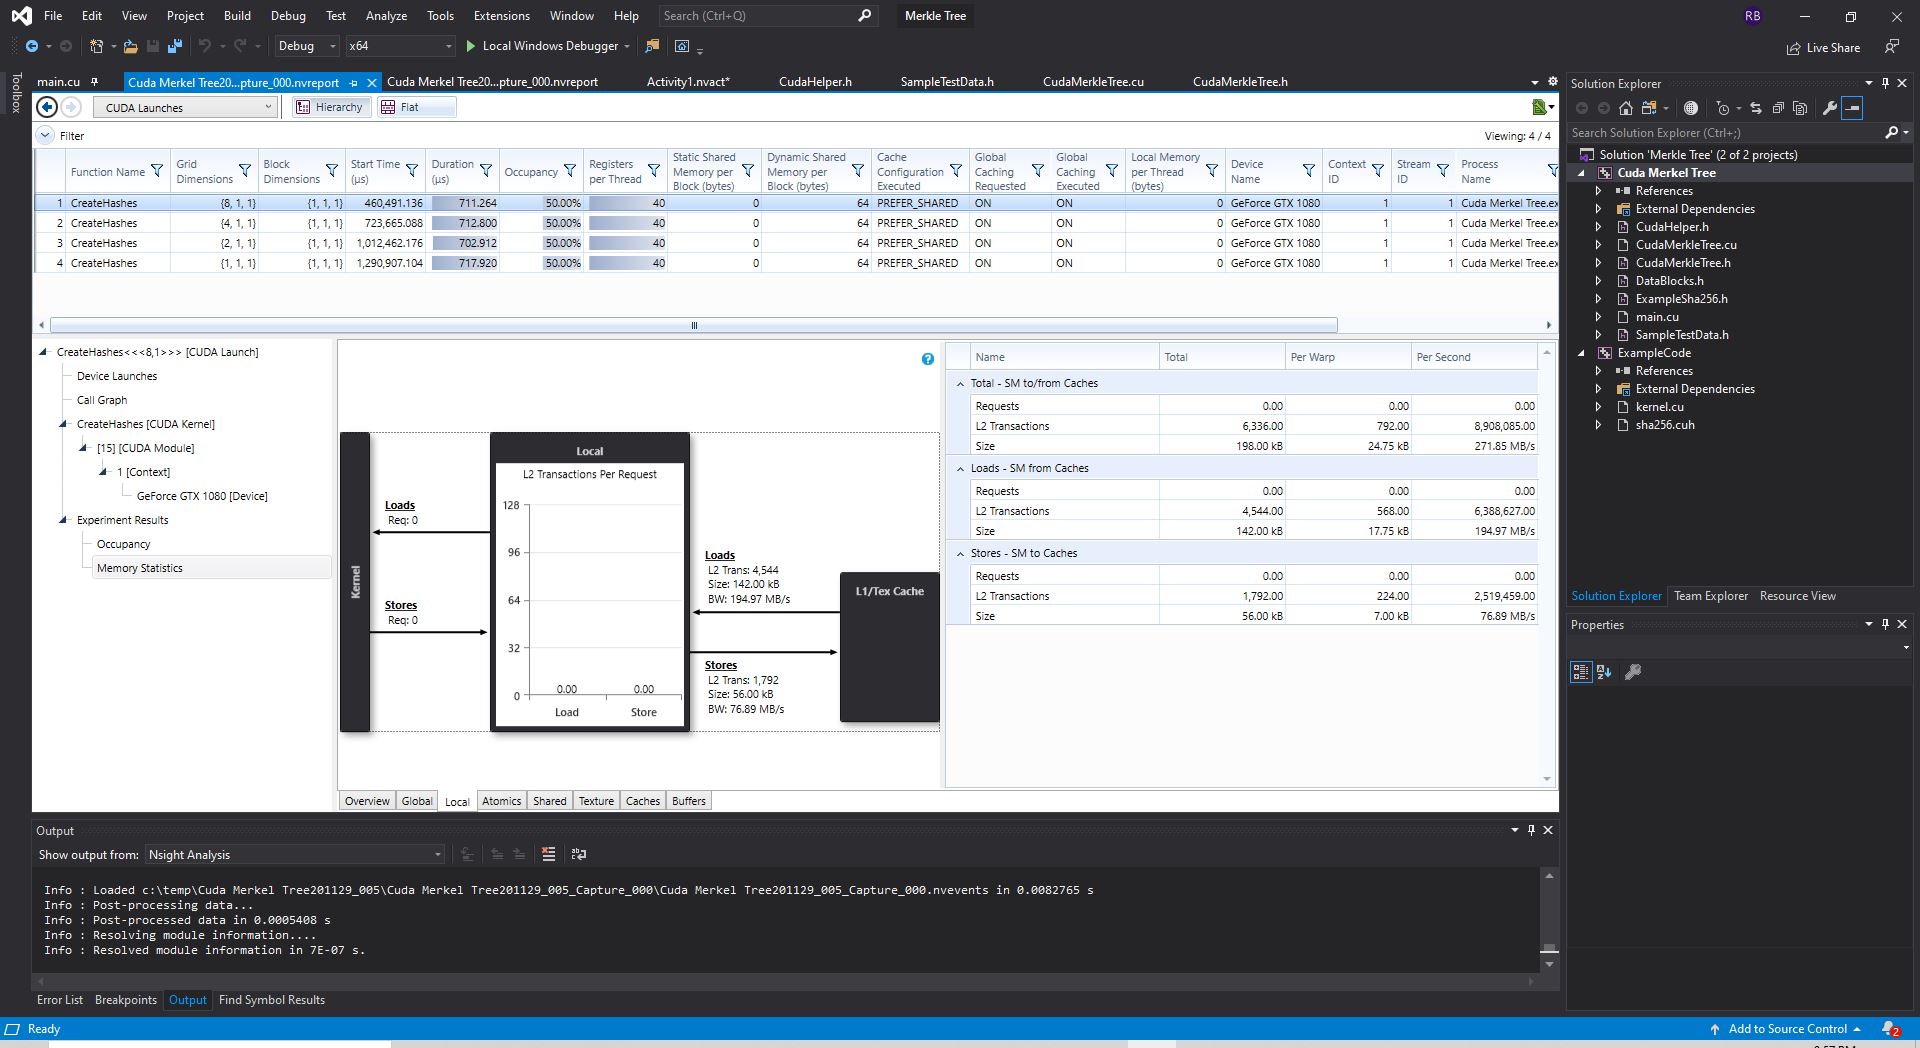 File Edit View Project Build Debug Test Analyze Tools Extensions Window Help Search (Ctrl+Q) Merkle Tree RB
Debug x64 Local Windows Debugger Live Share
Toolbox
main.cu Cuda Merkel Tree20...pture_000.nvreport Cuda Merkel Tree20...pture_000.nvreport Activity1.nvact* CudaHelper.h SampleTestData.h CudaMerkleTree.cu CudaMerkleTree.h
CUDA Launches Hierarchy Flat
Filter Viewing: 4 / 4
Function Name Grid Dimensions Block Dimensions Start Time (µs) Duration (µs) Occupancy Registers per Thread Static Shared Memory per Block (bytes) Dynamic Shared Memory per Block (bytes) Cache Configuration Executed Global Caching Requested Global Caching Executed Local Memory per Thread (bytes) Device Name Context ID Stream ID Process Name
1 CreateHashes {8, 1, 1} {1, 1, 1} 460,491.136 711.264 50.00% 40 0 64 PREFER_SHARED ON ON 0 GeForce GTX 1080 1 1 Cuda Merkel Tree.ex
2 CreateHashes {4, 1, 1} {1, 1, 1} 723,665.088 712.800 50.00% 40 0 64 PREFER_SHARED ON ON 0 GeForce GTX 1080 1 1 Cuda Merkel Tree.ex
3 CreateHashes {2, 1, 1} {1, 1, 1} 1,012,462.176 702.912 50.00% 40 0 64 PREFER_SHARED ON ON 0 GeForce GTX 1080 1 1 Cuda Merkel Tree.ex
4 CreateHashes {1, 1, 1} {1, 1, 1} 1,290,907.104 717.920 50.00% 40 0 64 PREFER_SHARED ON ON 0 GeForce GTX 1080 1 1 Cuda Merkel Tree.ex
CreateHashes<<<8,1>>> [CUDA Launch]
Device Launches
Call Graph
CreateHashes [CUDA Kernel]
[15] [CUDA Module]
1 [Context]
GeForce GTX 1080 [Device]
Experiment Results
Occupancy
Memory Statistics
Kernel
Loads
Req: 0
Stores
Req: 0
Local
L2 Transactions Per Request
128
96
64
32
0
0.00 0.00
Load Store
Loads
L2 Trans: 4,544
Size: 142.00 kB
BW: 194.97 MB/s
Stores
L2 Trans: 1,792
Size: 56.00 kB
BW: 76.89 MB/s
L1/Tex Cache
Name Total Per Warp Per Second
Total - SM to/from Caches
Requests 0.00 0.00 0.00
L2 Transactions 6,336.00 792.00 8,908,085.00
Size 198.00 kB 24.75 kB 271.85 MB/s
Loads - SM from Caches
Requests 0.00 0.00 0.00
L2 Transactions 4,544.00 568.00 6,388,627.00
Size 142.00 kB 17.75 kB 194.97 MB/s
Stores - SM to Caches
Requests 0.00 0.00 0.00
L2 Transactions 1,792.00 224.00 2,519,459.00
Size 56.00 kB 7.00 kB 76.89 MB/s
Overview Global Local Atomics Shared Texture Caches Buffers
Output
Show output from: Nsight Analysis
Info : Loaded c:\temp\Cuda Merkel Tree201129_005\Cuda Merkel Tree201129_005_Capture_000\Cuda Merkel Tree201129_005_Capture_000.nvevents in 0.0082765 s
Info : Post-processing data...
Info : Post-processed data in 0.0005408 s
Info : Resolving module information....
Info : Resolved module information in 7E-07 s.
Error List Breakpoints Output Find Symbol Results
Solution Explorer
Search Solution Explorer (Ctrl+;)
Solution 'Merkle Tree' (2 of 2 projects)
Cuda Merkel Tree
References
External Dependencies
CudaHelper.h
CudaMerkleTree.cu
CudaMerkleTree.h
DataBlocks.h
ExampleSha256.h
main.cu
SampleTestData.h
ExampleCode
References
External Dependencies
kernel.cu
sha256.cuh
Solution Explorer Team Explorer Resource View
Properties
Ready Add to Source Control 2